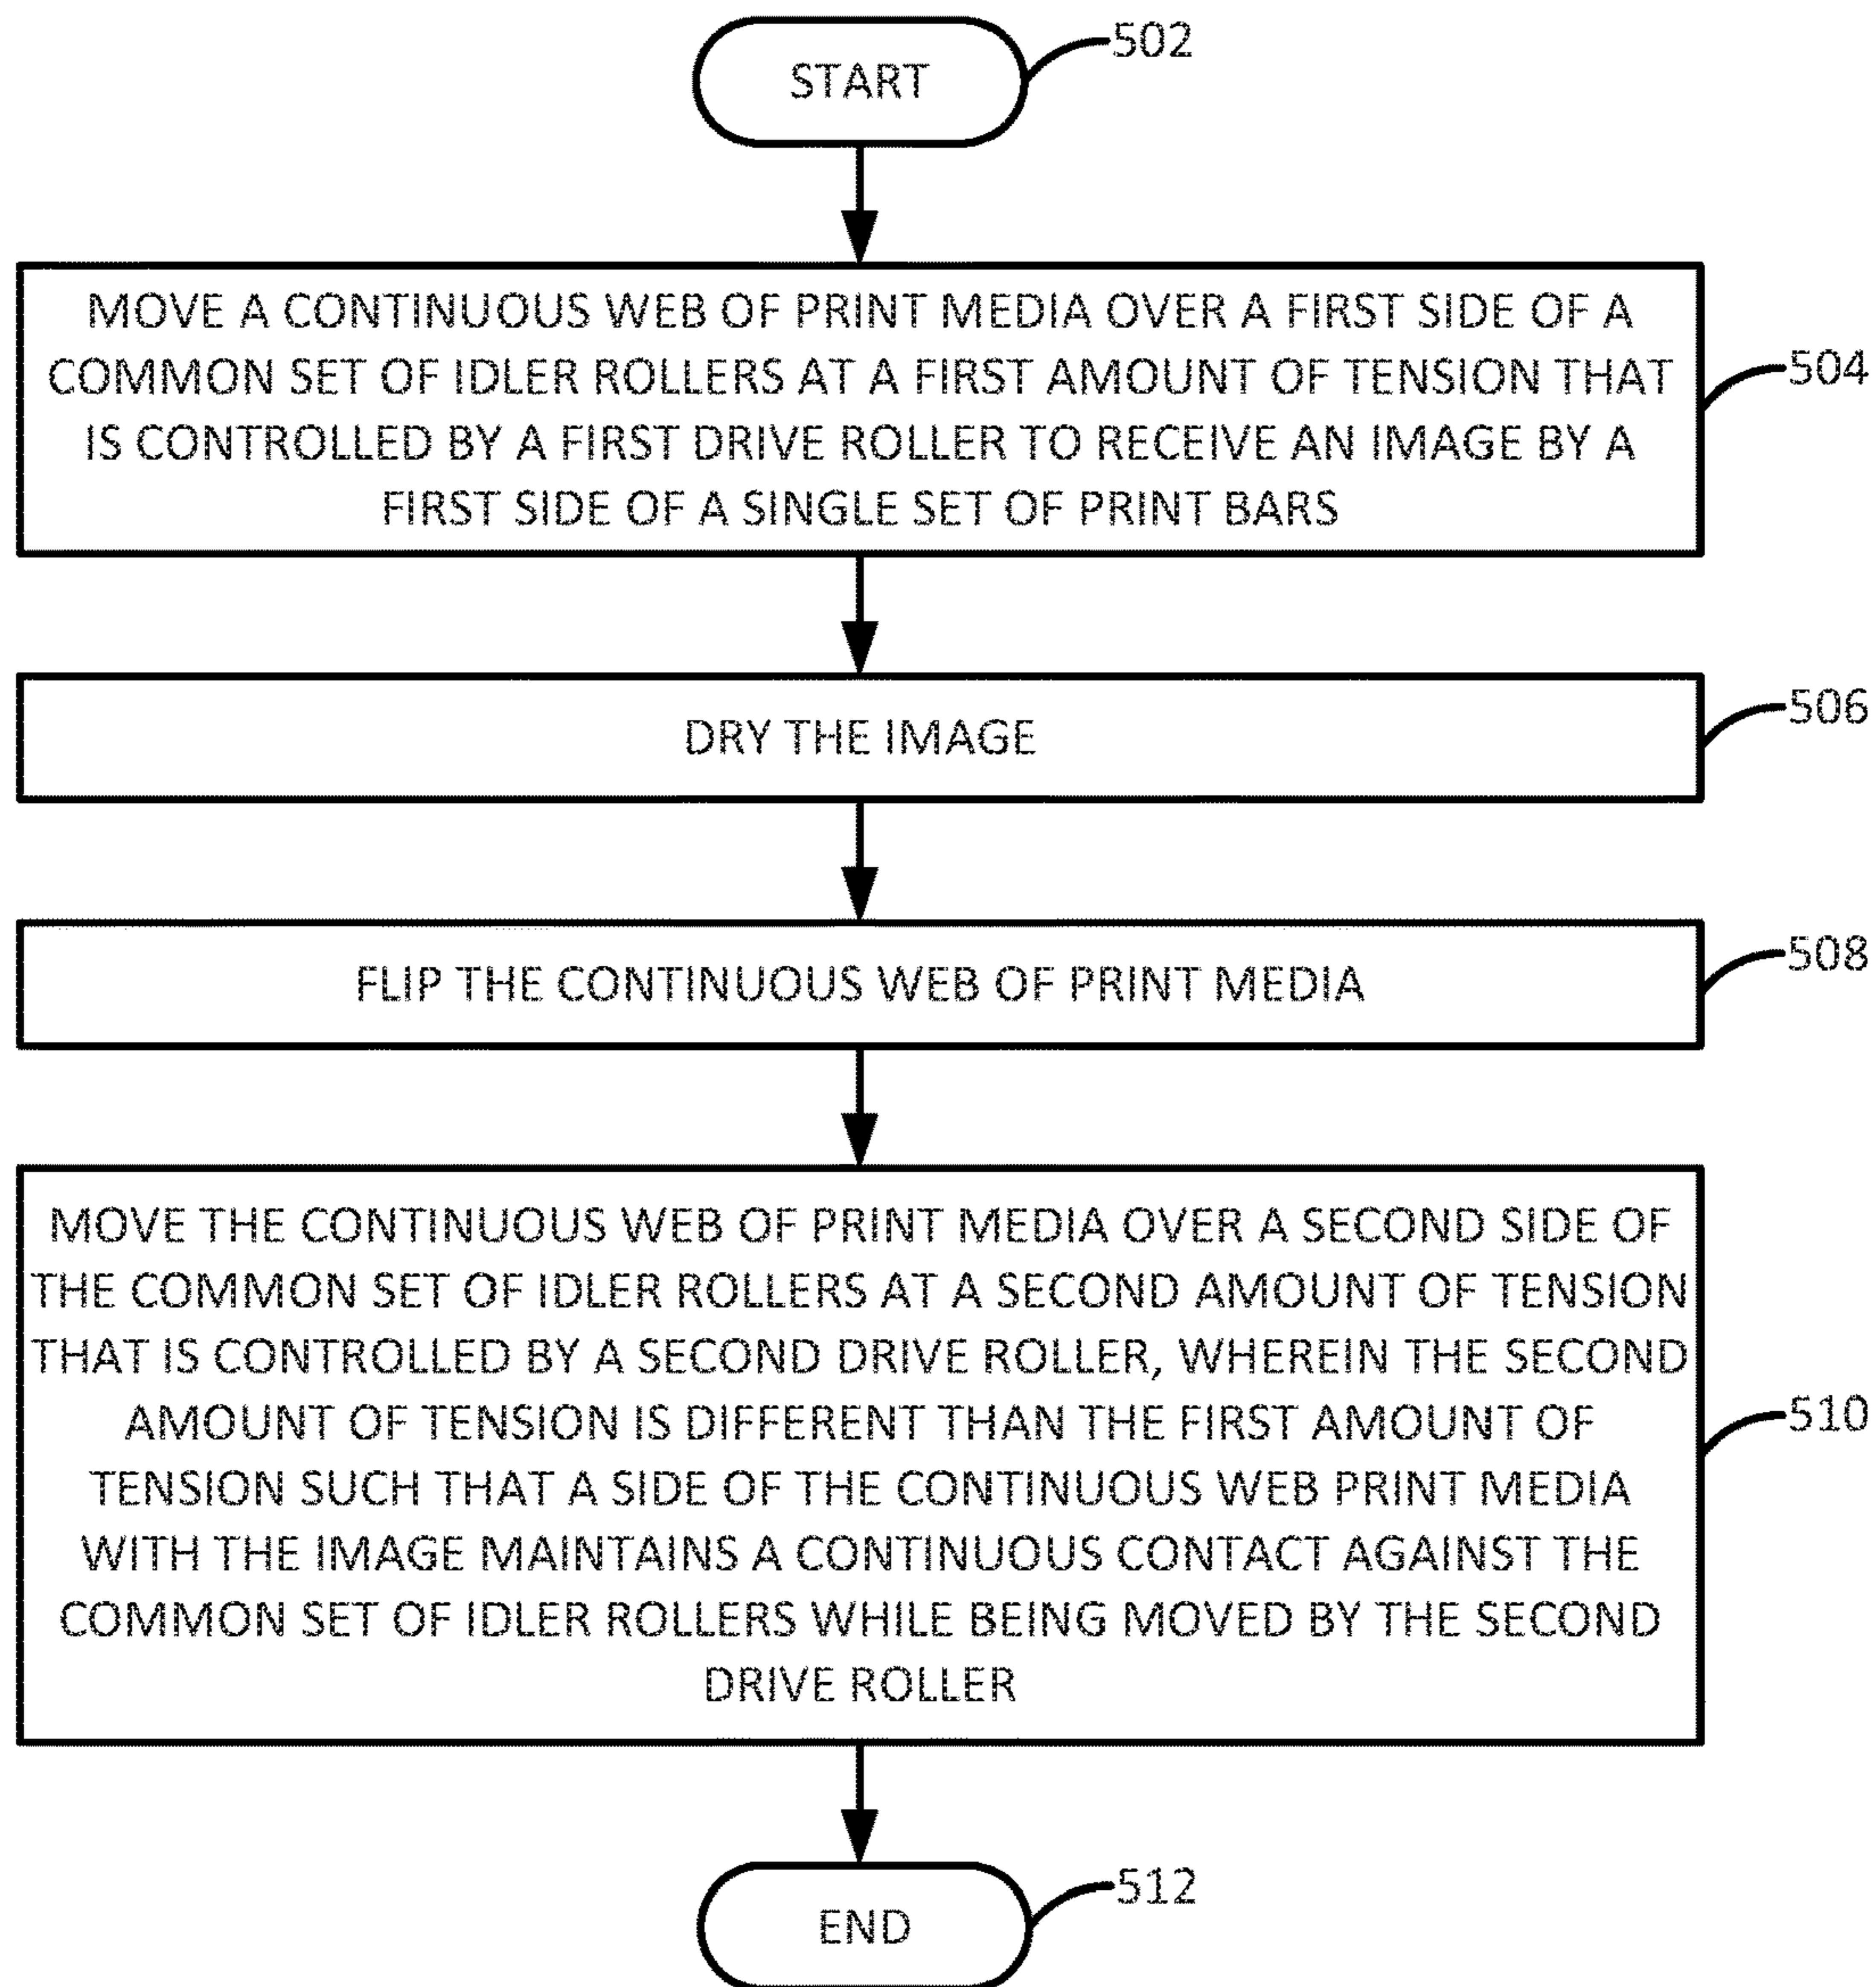 START
502
MOVE A CONTINUOUS WEB OF PRINT MEDIA OVER A FIRST SIDE OF A
COMMON SET OF IDLER ROLLERS AT A FIRST AMOUNT OF TENSION THAT
IS CONTROLLED BY A FIRST DRIVE ROLLER TO RECEIVE AN IMAGE BY A
FIRST SIDE OF A SINGLE SET OF PRINT BARS
504
DRY THE IMAGE
506
FLIP THE CONTINUOUS WEB OF PRINT MEDIA
508
MOVE THE CONTINUOUS WEB OF PRINT MEDIA OVER A SECOND SIDE OF
THE COMMON SET OF IDLER ROLLERS AT A SECOND AMOUNT OF TENSION
THAT IS CONTROLLED BY A SECOND DRIVE ROLLER, WHEREIN THE SECOND
AMOUNT OF TENSION IS DIFFERENT THAN THE FIRST AMOUNT OF
TENSION SUCH THAT A SIDE OF THE CONTINUOUS WEB PRINT MEDIA
WITH THE IMAGE MAINTAINS A CONTINUOUS CONTACT AGAINST THE
COMMON SET OF IDLER ROLLERS WHILE BEING MOVED BY THE SECOND
DRIVE ROLLER
510
END
512